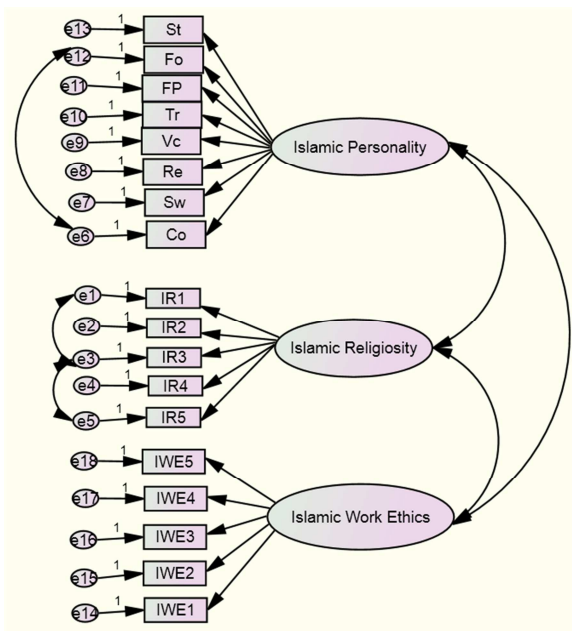 e13 1 St
e12 1 Fo
e11 1 FP
e10 1 Tr
e9 1 Vc
e8 1 Re
e7 1 Sw
e6 1 Co
Islamic Personality
e1 1 IR1
e2 1 IR2
e3 1 IR3
e4 1 IR4
e5 1 IR5
Islamic Religiosity
e18 1 IWE5
e17 1 IWE4
e16 1 IWE3
e15 1 IWE2
e14 1 IWE1
Islamic Work Ethics